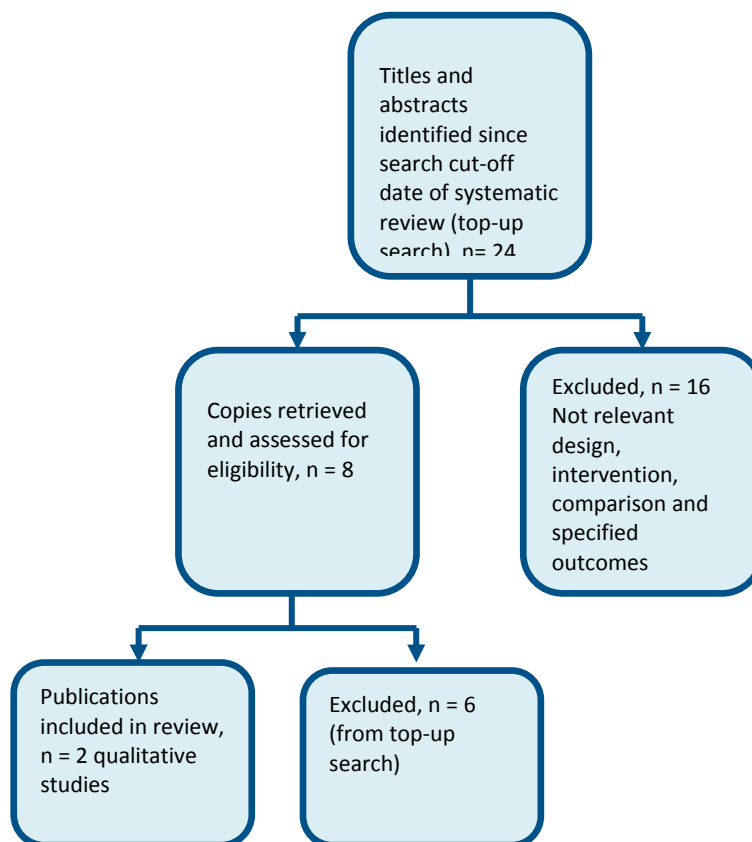 Titles and
abstracts
identified since
search cut-off
date of systematic
review (top-up
search), n= 24
Copies retrieved
and assessed for
eligibility, n = 8
Excluded, n = 16
Not relevant
design,
intervention,
comparison and
specified
outcomes
Publications
included in review,
n = 2 qualitative
studies
Excluded, n = 6
(from top-up
search)